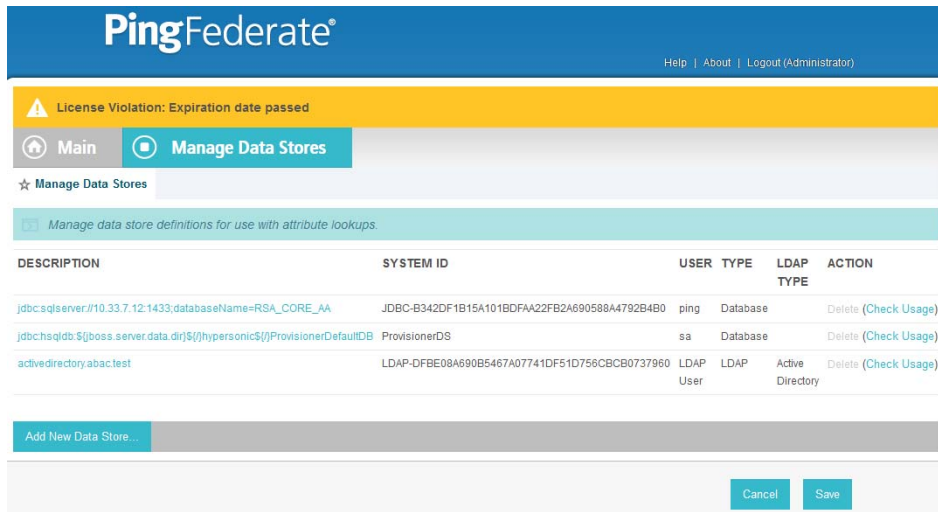 PingFederate®
Help | About | Logout (Administrator)
License Violation: Expiration date passed
Main Manage Data Stores
Manage Data Stores
Manage data store definitions for use with attribute lookups.
DESCRIPTION SYSTEM ID USER TYPE LDAP TYPE ACTION
jdbc:sqlserver://10.33.7.12:1433;databaseName=RSA_CORE_AA JDBC-B342DF1B15A101BDFAA22FB2A690588A4792B4B0 ping Database Delete (Check Usage)
jdbc:hsqldb:${jboss.server.data.dir}${/}hypersonic${/}ProvisionerDefaultDB ProvisionerDS sa Database Delete (Check Usage)
activedirectory.abac.test LDAP-DFBE08A690B5467A07741DF51D756CBCB0737960 LDAP User LDAP Active Directory Delete (Check Usage)
Add New Data Store...
Cancel Save